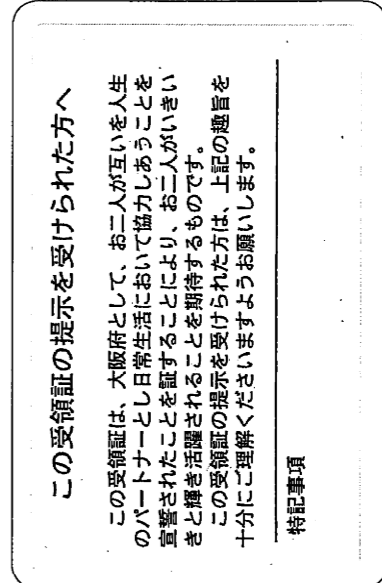 この受領証の提示を受けられた方へ
この受領証は、大阪府として、お二人が互いを人生
のパートナーとし日常生活において協力しあうことを
宣誓されたことを証することにより、お二人がいきい
きと輝き活躍されることを期待するものです。
この受領証の提示を受けられた方は、上記の趣旨を
十分にご理解くださいますようお願いします。
特記事項